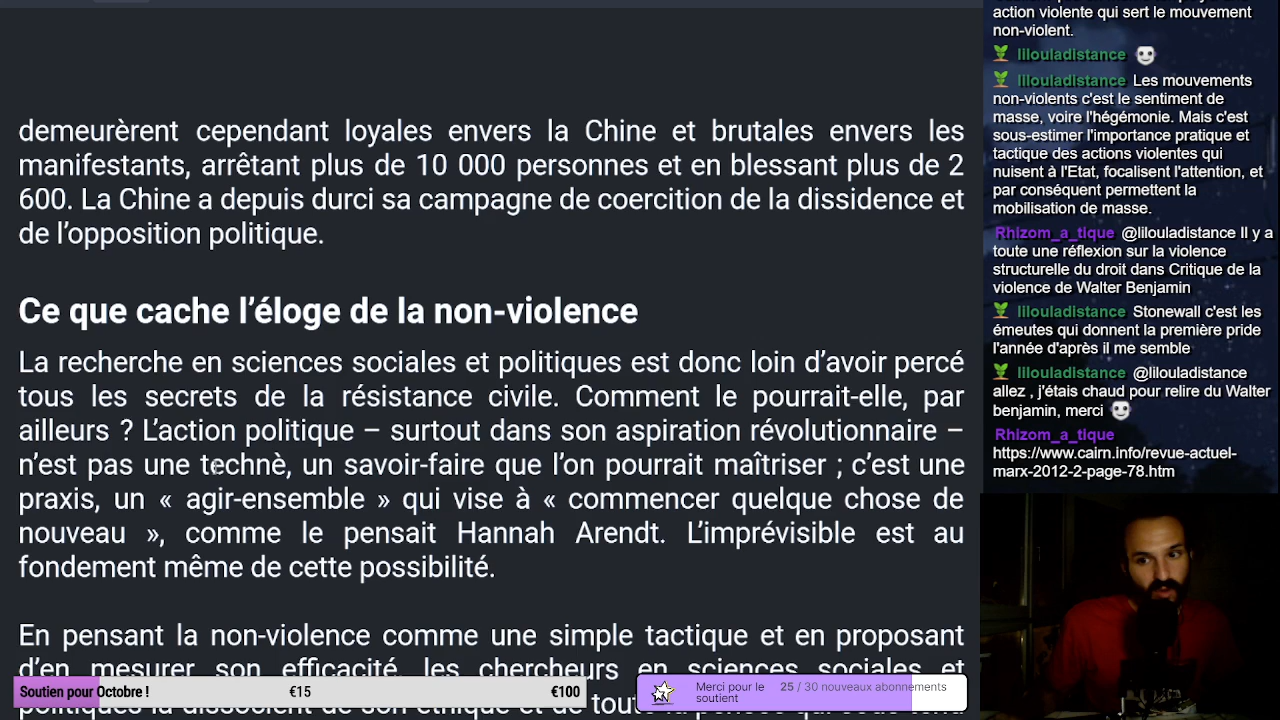 demeurèrent cependant loyales envers la Chine et brutales envers les
manifestants, arrêtant plus de 10 000 personnes et en blessant plus de 2
600. La Chine a depuis durci sa campagne de coercition de la dissidence et
de l’opposition politique.
Ce que cache l’éloge de la non-violence
La recherche en sciences sociales et politiques est donc loin d’avoir percé
tous les secrets de la résistance civile. Comment le pourrait-elle, par
ailleurs ? L’action politique – surtout dans son aspiration révolutionnaire –
n’est pas une technè, un savoir-faire que l’on pourrait maîtriser ; c’est une
praxis, un « agir-ensemble » qui vise à « commencer quelque chose de
nouveau », comme le pensait Hannah Arendt. L’imprévisible est au
fondement même de cette possibilité.
En pensant la non-violence comme une simple tactique et en proposant
d’en mesurer son efficacité, les chercheurs en sciences sociales et
Soutien pour Octobre !
€15
€100
Merci pour le
soutient
25 / 30 nouveaux abonnements
action violente qui sert le mouvement
non-violent.
lilouladistance
lilouladistance Les mouvements
non-violents c'est le sentiment de
masse, voire l'hégémonie. Mais c'est
sous-estimer l'importance pratique et
tactique des actions violentes qui
nuisent à l'Etat, focalisent l'attention, et
par conséquent permettent la
mobilisation de masse.
Rhizom_a_tique @lilouladistance Il y a
toute une réflexion sur la violence
structurelle du droit dans Critique de la
violence de Walter Benjamin
lilouladistance Stonewall c'est les
émeutes qui donnent la première pride
l'année d'après il me semble
lilouladistance @lilouladistance
allez , j'étais chaud pour relire du Walter
benjamin, merci
Rhizom_a_tique
https://www.cairn.info/revue-actuel-
marx-2012-2-page-78.htm